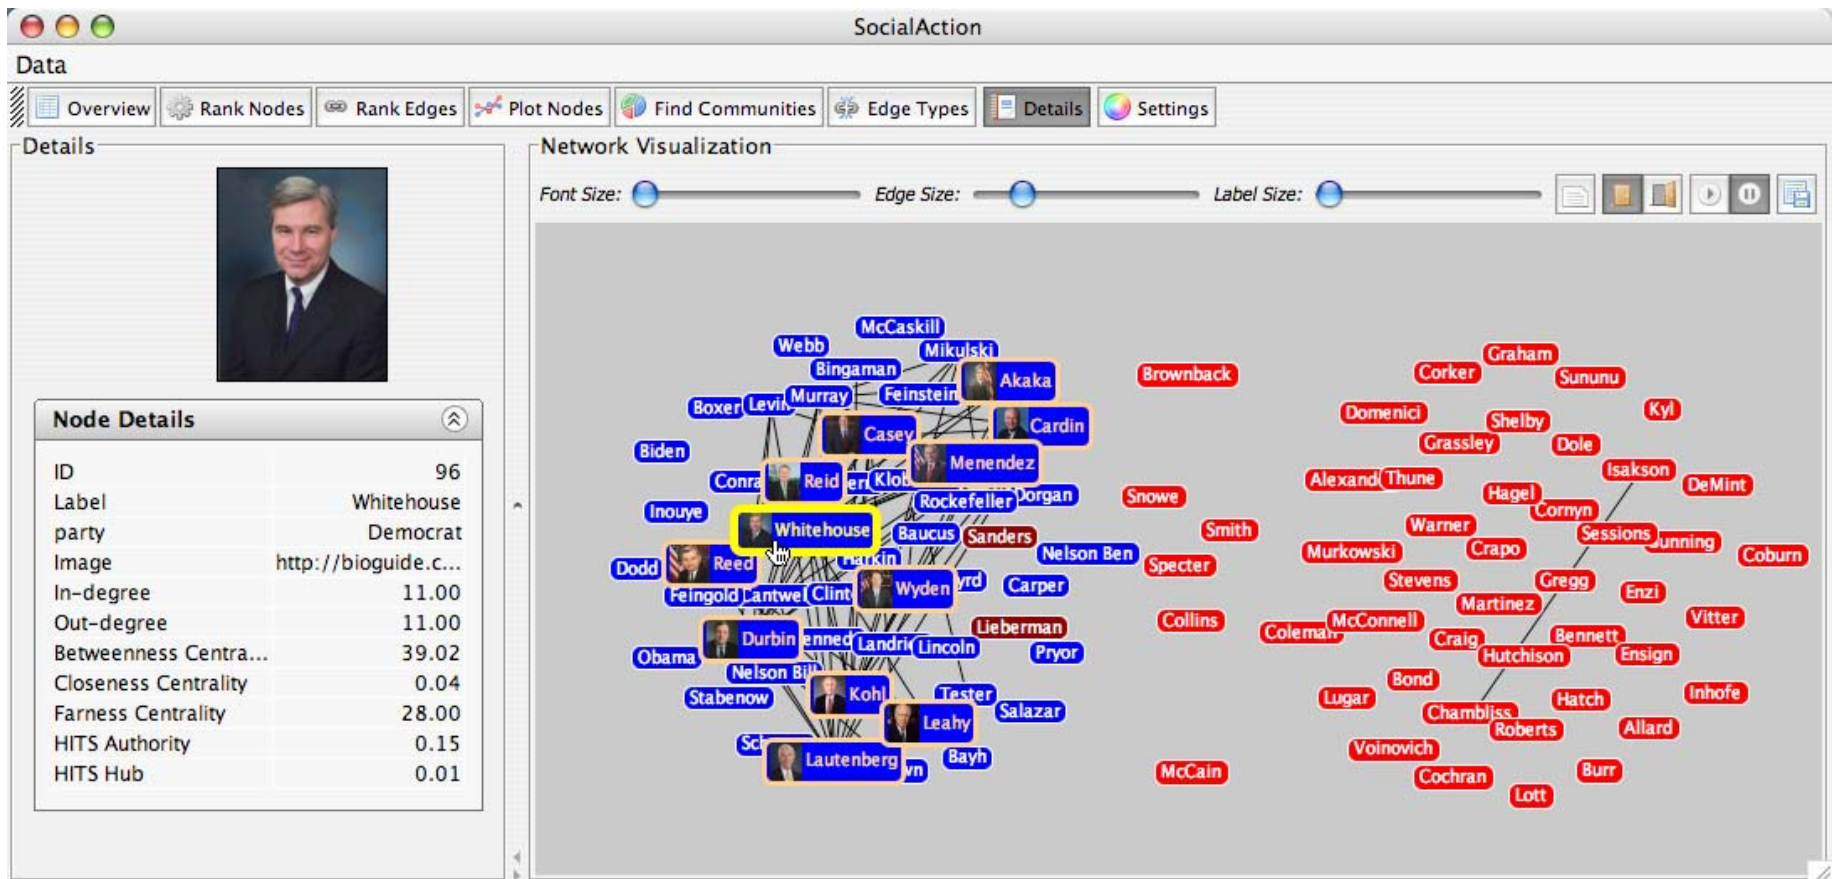 SocialAction
Data
Overview Rank Nodes Rank Edges Plot Nodes Find Communities Edge Types Details Settings
Details
Node Details
ID 96
Label Whitehouse
party Democrat
Image http://bioguide.c...
In-degree 11.00
Out-degree 11.00
Betweenness Centra... 39.02
Closeness Centrality 0.04
Farness Centrality 28.00
HITS Authority 0.15
HITS Hub 0.01
Network Visualization
Font Size: Edge Size: Label Size:
McCaskill
Webb
Mikulski
Bingaman
Akaka
Murray
Feinstein
Boxer
Levin
Cardin
Casey
Biden
Menendez
Reid
Rockefeller
Dorgan
Inouye
Whitehouse
Baucus
Sanders
Nelson Ben
Reed
Dodd
Harkin
Wyden
Carper
Feingold
Lieberman
Durbin
Lincoln
Pryor
Obama
Stabenow
Kohl
Tester
Salazar
Leahy
Bayh
Lautenberg
Brownback
Snowe
Smith
Specter
Collins
McCain
Graham
Corker
Sununu
Domenici
Kyl
Shelby
Grassley
Dole
Isakson
Thune
DeMint
Hagel
Cornyn
Warner
Sessions
Crapo
Murkowski
Coburn
Stevens
Gregg
Enzi
Martinez
Vitter
McConnell
Coleman
Craig
Bennett
Hutchison
Ensign
Bond
Lugar
Hatch
Inhofe
Chambliss
Roberts
Allard
Voinovich
Cochran
Burr
Lott